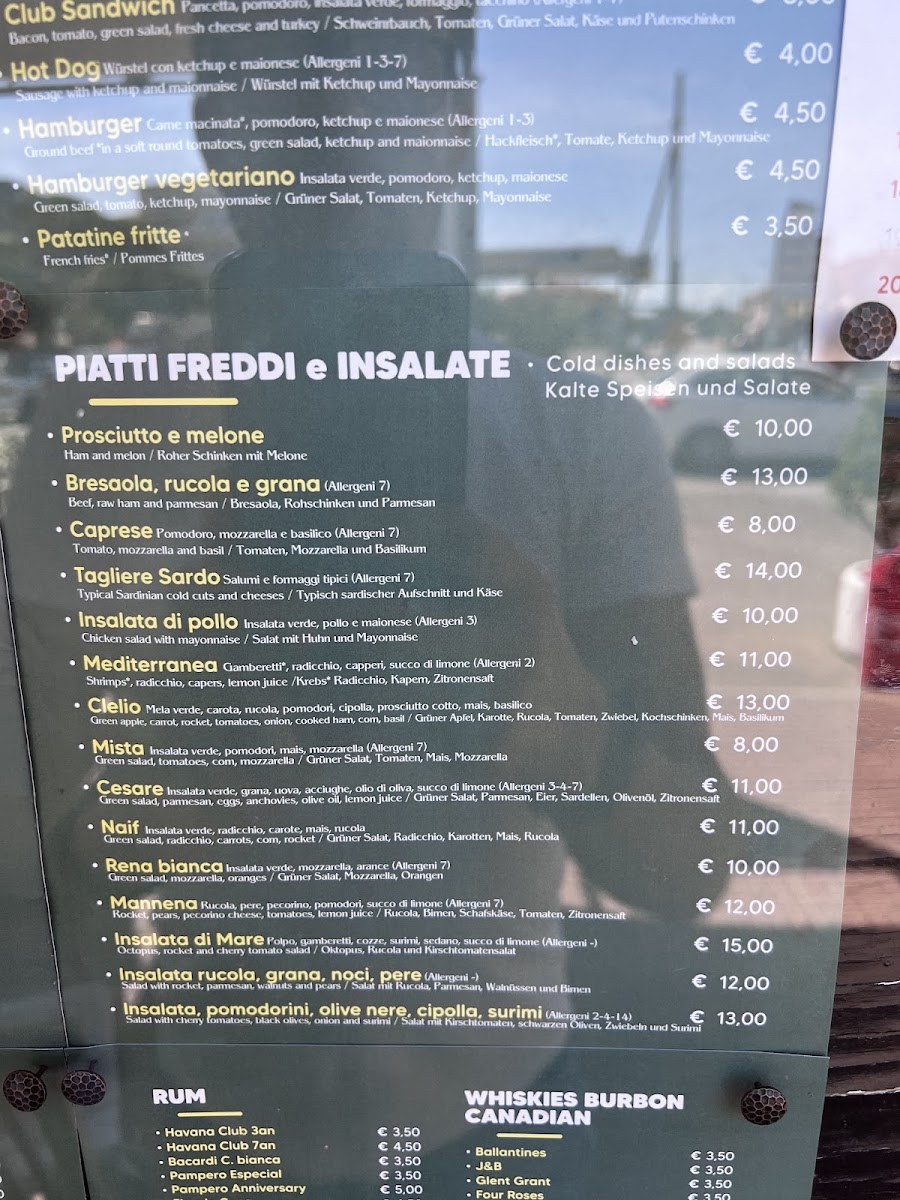 Club Sandwich Pancetta, pomodoro, insalata verde, formaggio,
Bacon, tomato, green salad, fresh cheese and turkey / Schweinrbauch, Tomaten, Grüner Salat, Käse und Putenschinken
• Hot Dog Würstel con ketchup e maionese (Allergeni 1-3-7) € 4,00
Sausage with ketchup and maionnaise / Würstel mit Ketchup und Mayonnaise
• Hamburger Carne macinata*, pomodoro, ketchup e maionese (Allergeni 1-3) € 4,50
Ground beef *in a soft round tomatoes, green salad, ketchup and maionnaise / Hackfleisch*, Tomate, Ketchup und Mayonnaise
• Hamburger vegetariano Insalata verde, pomodoro, ketchup, maionese € 4,50
Green salad, tomato, ketchup, mayonnaise / Grüner Salat, Tomaten, Ketchup, Mayonnaise
• Patatine fritte* € 3,50
French fries* / Pommes Frittes
20
PIATTI FREDDI e INSALATE • Cold dishes and salads
Kalte Speisen und Salate
• Prosciutto e melone € 10,00
Ham and melon / Roher Schinken mit Melone
• Bresaola, rucola e grana (Allergeni 7) € 13,00
Beef, raw ham and parmesan / Bresaola, Rohschinken und Parmesan
• Caprese Pomodoro, mozzarella e basilico (Allergeni 7) € 8,00
Tomato, mozzarella and basil / Tomaten, Mozzarella und Basilikum
• Tagliere Sardo Salumi e formaggi tipici (Allergeni 7) € 14,00
Typical Sardinian cold cuts and cheeses / Typisch sardischer Aufschnitt und Käse
• Insalata di pollo Insalata verde, pollo e maionese (Allergeni 3) € 10,00
Chicken salad with mayonnaise / Salat mit Huhn und Mayonnaise
• Mediterranea Gamberetti*, radicchio, capperi, succo di limone (Allergeni 2) € 11,00
Shrimps*, radicchio, capers, lemon juice /Krebs* Radicchio, Kapern, Zitronensaft
• Clelio Mela verde, carota, rucola, pomodori, cipolla, prosciutto cotto, mais, basilico € 13,00
Green apple, carrot, rocket, tomatoes, onion, cooked ham, corn, basil / Grüner Apfel, Karotte, Rucola, Tomaten, Zwiebel, Kochschinken, Mais, Basilikum
• Mista Insalata verde, pomodori, mais, mozzarella (Allergeni 7) € 8,00
Green salad, tomatoes, corn, mozzarella / Grüner Salat, Tomaten, Mais, Mozzarella
• Cesare Insalata verde, grana, uova, acciughe, olio di oliva, succo di limone (Allergeni 3-4-7) € 11,00
Green salad, parmesan, eggs, anchovies, olive oil, lemon juice / Grüner Salat, Parmesan, Eier, Sardellen, Olivenöl, Zitronensaft
• Naif Insalata verde, radicchio, carote, mais, rucola € 11,00
Green salad, radicchio, carrots, corn, rocket / Grüner Salat, Radicchio, Karotten, Mais, Rucola
• Rena bianca Insalata verde, mozzarella, arance (Allergeni 7) € 10,00
Green salad, mozzarella, oranges / Grüner Salat, Mozzarella, Orangen
• Mannena Rucola, pere, pecorino, pomodori, succo di limone (Allergeni 7) € 12,00
Rocket, pears, pecorino cheese, tomatoes, lemon juice / Rucola, Birnen, Schafskäse, Tomaten, Zitronensaft
• Insalata di Mare Polpo, gamberetti, cozze, surimi, sedano, succo di limone (Allergeni -) € 15,00
Octopus, rocket and cherry tomato salad / Oktopus, Rucola und Kirschtomatensalat
• Insalata rucola, grana, noci, pere (Allergeni -) € 12,00
Salad with rocket, parmesan, walnuts and pears / Salat mit Rucola, Parmesan, Walnüssen und Birnen
• Insalata, pomodorini, olive nere, cipolla, surimi (Allergeni 2-4-14) € 13,00
Salad with cherry tomatoes, black olives, onion and surimi / Salat mit Kirschtomaten, schwarzen Oliven, Zwiebeln und Surimi
RUM
• Havana Club 3an € 3,50
• Havana Club 7an € 4,50
• Bacardi C. bianca € 3,50
• Pampero Especial € 3,50
• Pampero Anniversary € 5,00
WHISKIES BURBON
CANADIAN
• Ballantines € 3,50
• J&B € 3,50
• Glent Grant € 3,50
• Four Roses € 3,50